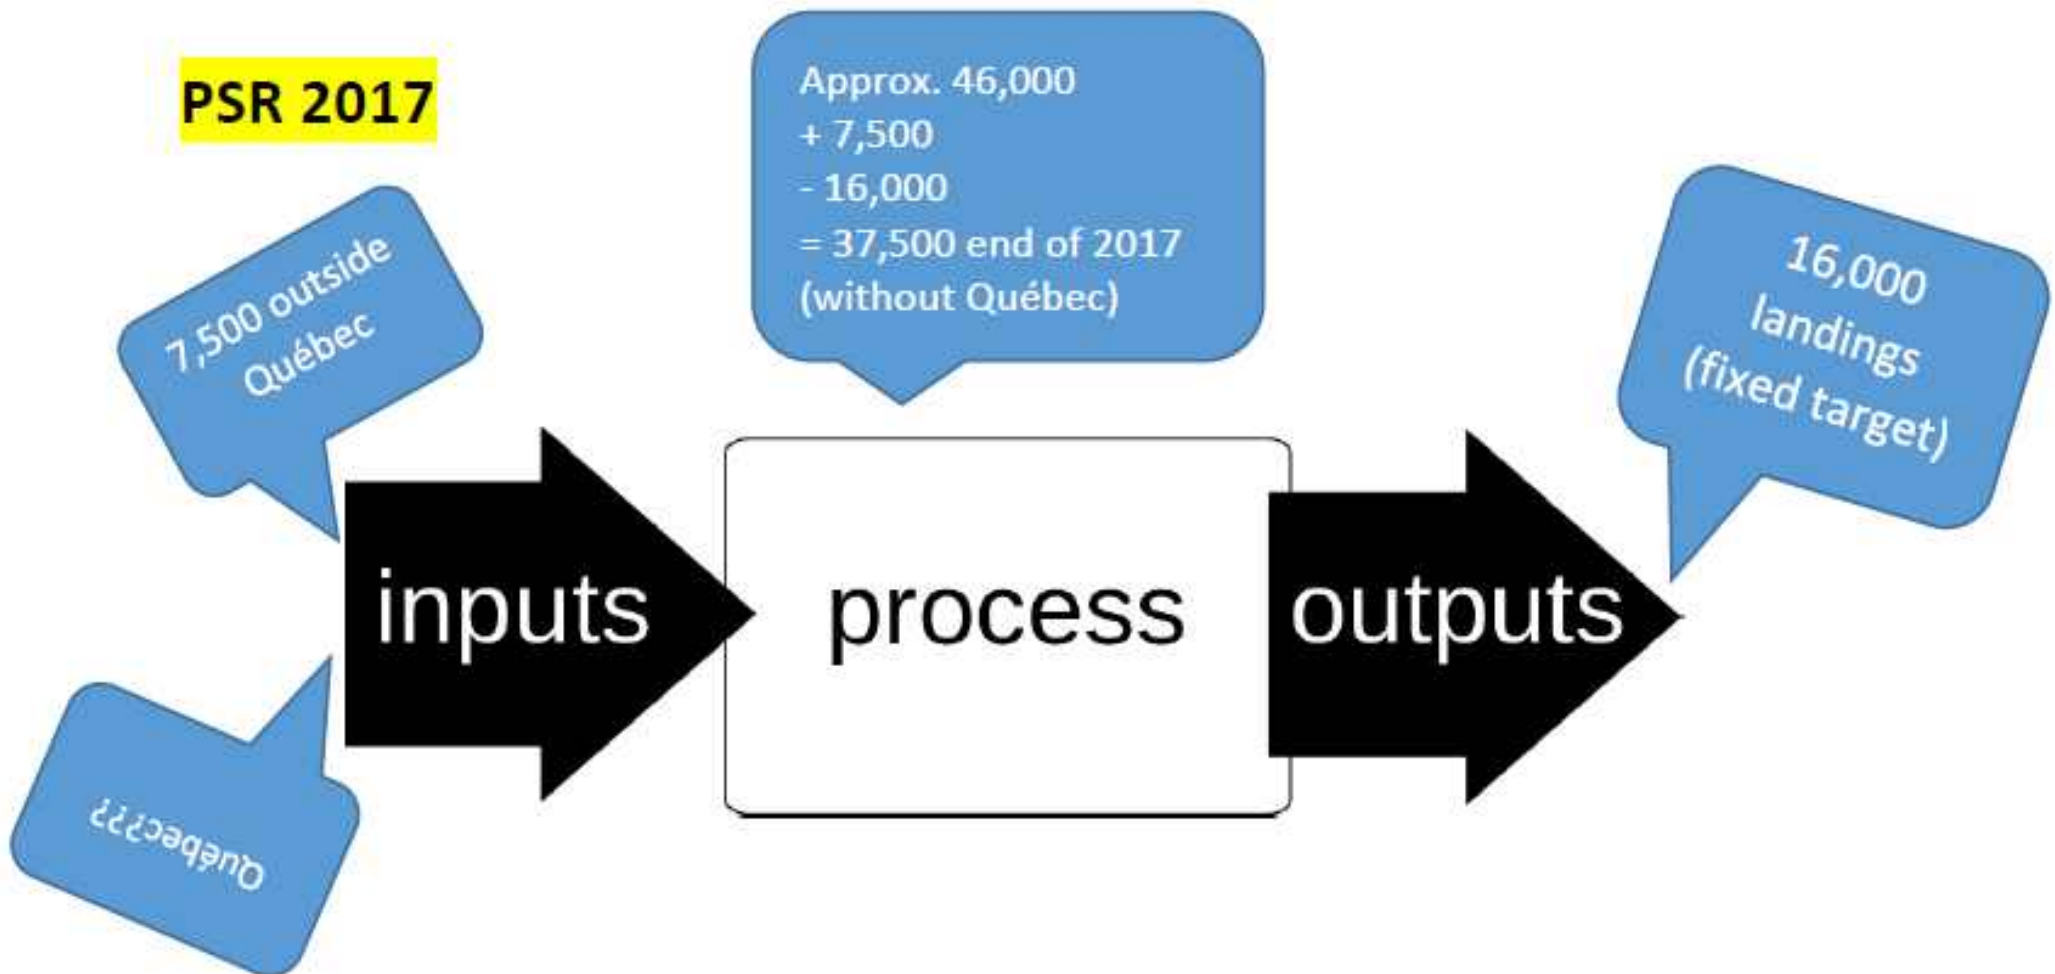 PSR 2017
Approx. 46,000
+ 7,500
- 16,000
= 37,500 end of 2017
(without Québec)
7,500 outside
Québec
16,000
landings
(fixed target)
inputs
process
outputs
Québec???